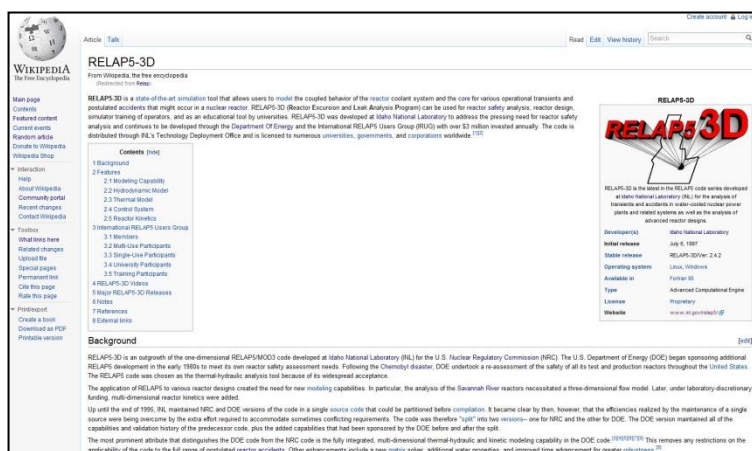 Create account Log in
WIKIPEDIA
The Free Encyclopedia
Main page
Contents
Featured content
Current events
Random article
Donate to Wikipedia
Wikipedia Shop
Interaction
Help
About Wikipedia
Community portal
Recent changes
Contact Wikipedia
Toolbox
What links here
Related changes
Upload file
Special pages
Permanent link
Cite this page
Rate this page
Print/export
Create a book
Download as PDF
Printable version
Article Talk Read Edit View history Search
RELAP5-3D
From Wikipedia, the free encyclopedia
(Redirected from Relap)
RELAP5-3D is a state-of-the-art simulation tool that allows users to model the coupled behavior of the reactor coolant system and the core for various operational transients and
postulated accidents that might occur in a nuclear reactor. RELAP5-3D (Reactor Excursion and Leak Analysis Program) can be used for reactor safety analysis, reactor design,
simulator training of operators, and as an educational tool by universities. RELAP5-3D was developed at Idaho National Laboratory to address the pressing need for reactor safety
analysis and continues to be developed through the Department Of Energy and the International RELAP5 Users Group (IRUG) with over $3 million invested annually. The code is
distributed through INL's Technology Deployment Office and is licensed to numerous universities, governments, and corporations worldwide.[1][2]
Contents [hide]
1 Background
2 Features
2.1 Modeling Capability
2.2 Hydrodynamic Model
2.3 Thermal Model
2.4 Control System
2.5 Reactor Kinetics
3 International RELAP5 Users Group
3.1 Members
3.2 Multi-Use Participants
3.3 Single-Use Participants
3.4 University Participants
3.5 Training Participants
4 RELAP5-3D Videos
5 Major RELAP5-3D Releases
6 Notes
7 References
8 External links
RELAP5-3D
RELAP5 3D
RELAP5-3D is the latest in the RELAP5 code series developed
at Idaho National Laboratory (INL) for the analysis of
transients and accidents in water-cooled nuclear power
plants and related systems as well as the analysis of
advanced reactor designs.
Developer(s) Idaho National Laboratory
Initial release July 6, 1997
Stable release RELAP5-3D/Ver: 2.4.2
Operating system Linux, Windows
Available in Fortran 95
Type Advanced Computational Engine
License Proprietary
Website www.inl.gov/relap5/
Background [edit]
RELAP5-3D is an outgrowth of the one-dimensional RELAP5/MOD3 code developed at Idaho National Laboratory (INL) for the U.S. Nuclear Regulatory Commission (NRC). The U.S. Department of Energy (DOE) began sponsoring additional
RELAP5 development in the early 1980s to meet its own reactor safety assessment needs. Following the Chernobyl disaster, DOE undertook a re-assessment of the safety of all its test and production reactors throughout the United States.
The RELAP5 code was chosen as the thermal-hydraulic analysis tool because of its widespread acceptance.
The application of RELAP5 to various reactor designs created the need for new modeling capabilities. In particular, the analysis of the Savannah River reactors necessitated a three-dimensional flow model. Later, under laboratory-discretionary
funding, multi-dimensional reactor kinetics were added.
Up until the end of 1995, INL maintained NRC and DOE versions of the code in a single source code that could be partitioned before compilation. It became clear by then, however, that the efficiencies realized by the maintenance of a single
source were being overcome by the extra effort required to accommodate sometimes conflicting requirements. The code was therefore "split" into two versions– one for NRC and the other for DOE. The DOE version maintained all of the
capabilities and validation history of the predecessor code, plus the added capabilities that had been sponsored by the DOE before and after the split.
The most prominent attribute that distinguishes the DOE code from the NRC code is the fully integrated, multi-dimensional thermal-hydraulic and kinetic modeling capability in the DOE code. This removes any restrictions on the
applicability of the code to the full range of postulated reactor accidents. Other enhancements include a new matrix solver, additional water properties, and improved time advancement for greater robustness.